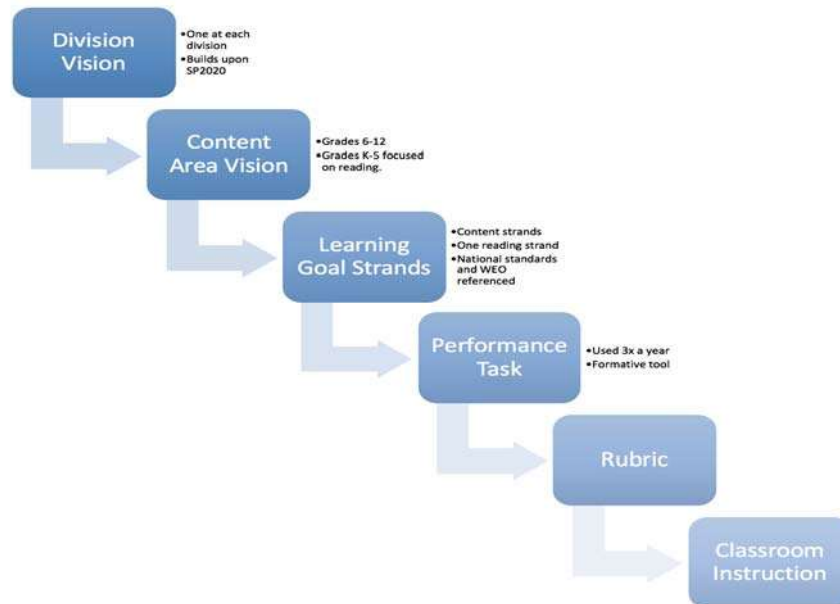 Division
Vision
•One at each
division
•Builds upon
SP2020
Content
Area Vision
•Grades 6-12
•Grades K-5 focused
on reading.
Learning
Goal Strands
•Content strands
•One reading strand
•National standards
and WEO
referenced
Performance
Task
•Used 3x a year
•Formative tool
Rubric
Classroom
Instruction